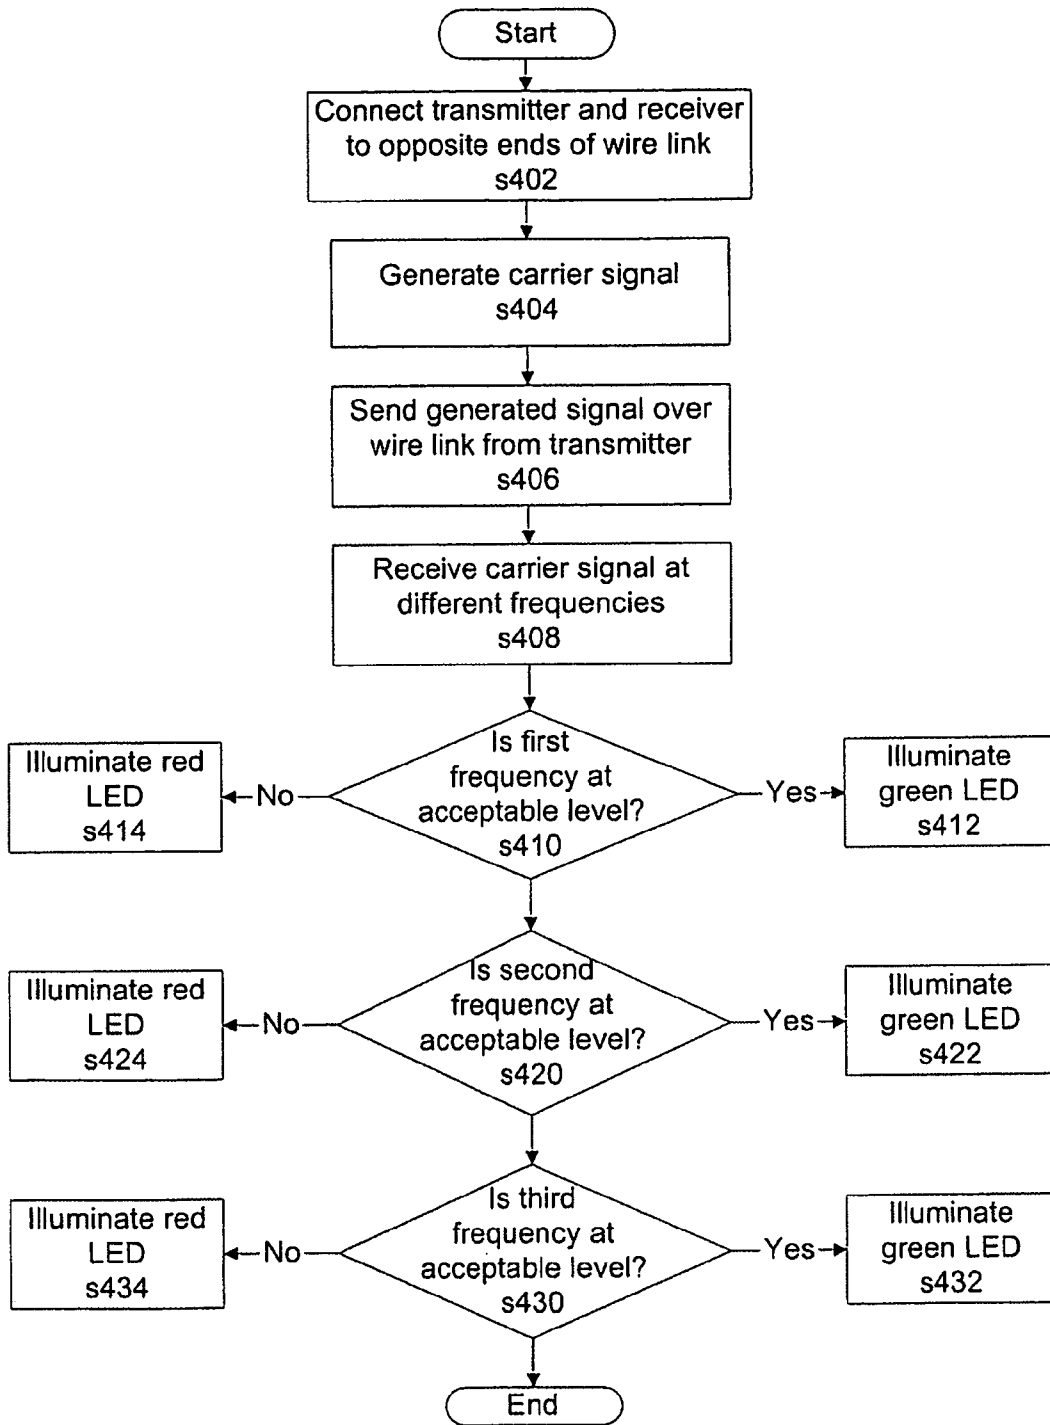 Start
Connect transmitter and receiver
to opposite ends of wire link
s402
Generate carrier signal
s404
Send generated signal over
wire link from transmitter
s406
Receive carrier signal at
different frequencies
s408
Is first
frequency at
acceptable level?
s410
No
Illuminate red
LED
s414
Yes
Illuminate
green LED
s412
Is second
frequency at
acceptable level?
s420
No
Illuminate red
LED
s424
Yes
Illuminate
green LED
s422
Is third
frequency at
acceptable level?
s430
No
Illuminate red
LED
s434
Yes
Illuminate
green LED
s432
End